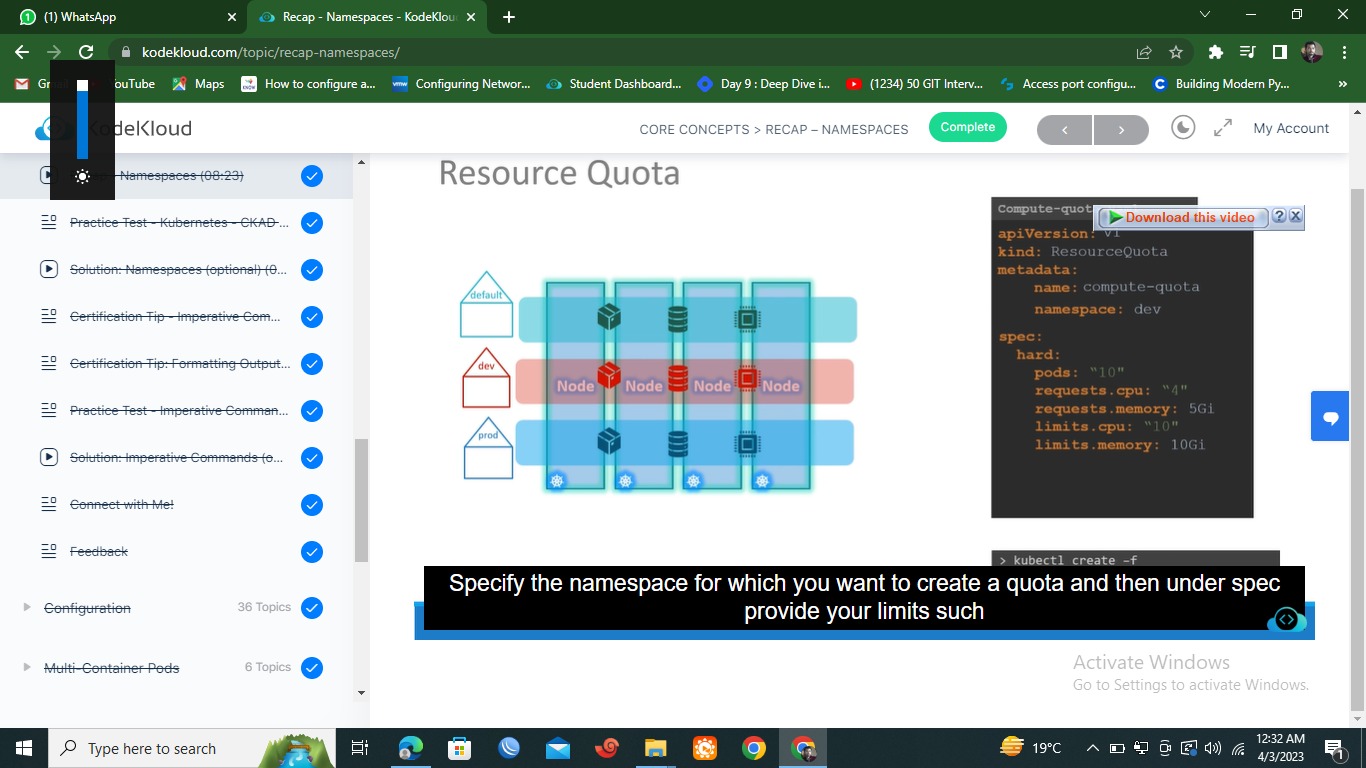 (1) WhatsApp
Recap - Namespaces - KodeKlou
kodekloud.com/topic/recap-namespaces/
YouTube
Maps
How to configure a...
Configuring Networ...
Student Dashboard...
Day 9 : Deep Dive i...
(1234) 50 GIT Interv...
Access port configu...
Building Modern Py...
»
KodeKloud
CORE CONCEPTS > RECAP – NAMESPACES
Complete
My Account
Namespaces (08:23)
Practice Test - Kubernetes - CKAD ...
Solution: Namespaces (optional) (0...
Certification Tip - Imperative Com...
Certification Tip: Formatting Output...
Practice Test - Imperative Comman...
Solution: Imperative Commands (o...
Connect with Me!
Feedback
Configuration
36 Topics
Multi-Container Pods
6 Topics
Resource Quota
default
dev
prod
Node Node Node Node
Compute-quot
Download this video
apiVersion: v1
kind: ResourceQuota
metadata:
name: compute-quota
namespace: dev
spec:
hard:
pods: "10"
requests.cpu: "4"
requests.memory: 5Gi
limits.cpu: "10"
limits.memory: 10Gi
> kubectl create -f
Specify the namespace for which you want to create a quota and then under spec
provide your limits such
Activate Windows
Go to Settings to activate Windows.
Type here to search
19°C
12:32 AM
4/3/2023
1